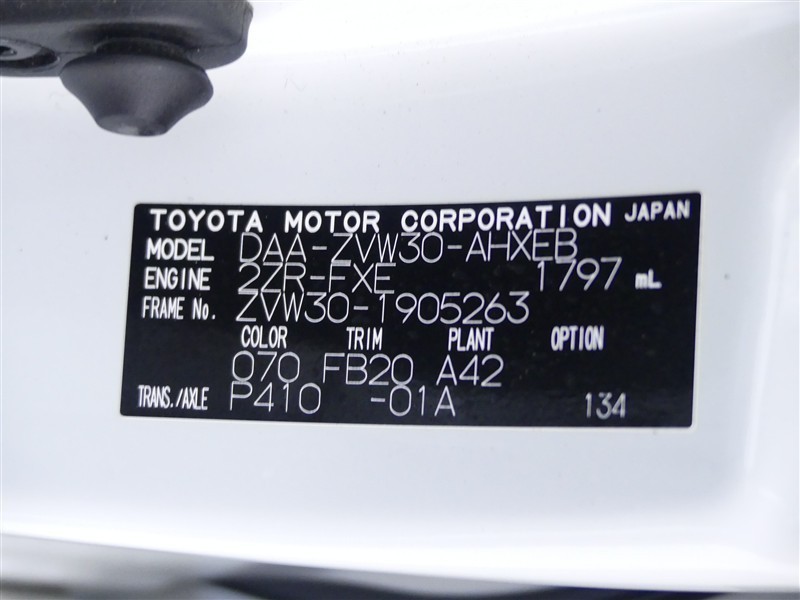 TOYOTA MOTOR CORPORATION JAPAN
MODEL DAA-ZVW30-AHXEB
ENGINE 2ZR-FXE 1797 mL
FRAME No. ZVW30-1905263
COLOR TRIM PLANT OPTION
070 FB20 A42
TRANS./AXLE P410 -01A 134